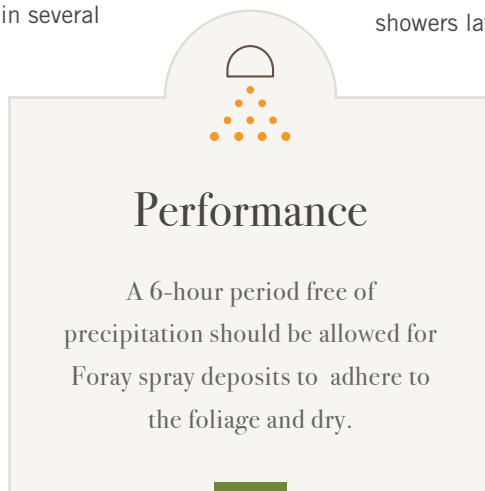 in several
showers
Performance
A 6-hour period free of
precipitation should be allowed for
Foray spray deposits to adhere to
the foliage and dry.